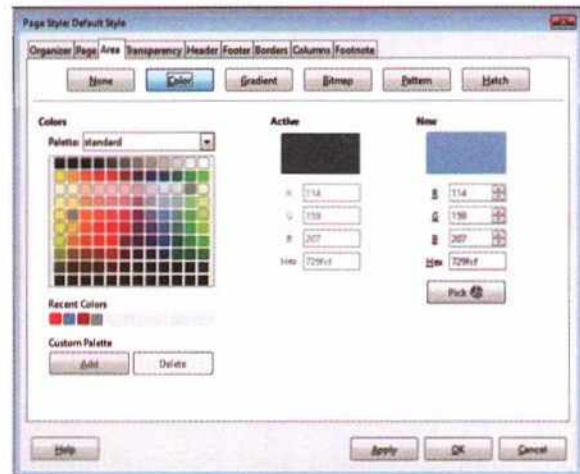 Page Style: Default Style
Organizer Page Area Transparency Header Footer Borders Columns Footnote
None Color Gradient Bitmap Pattern Hatch
Colors Active New
Palette: standard
R 114 R 114
G 159 G 159
B 207 B 207
Hex 729fcf Hex 729fcf
Pick
Recent Colors
Custom Palette
Add Delete
Help Apply OK Cancel